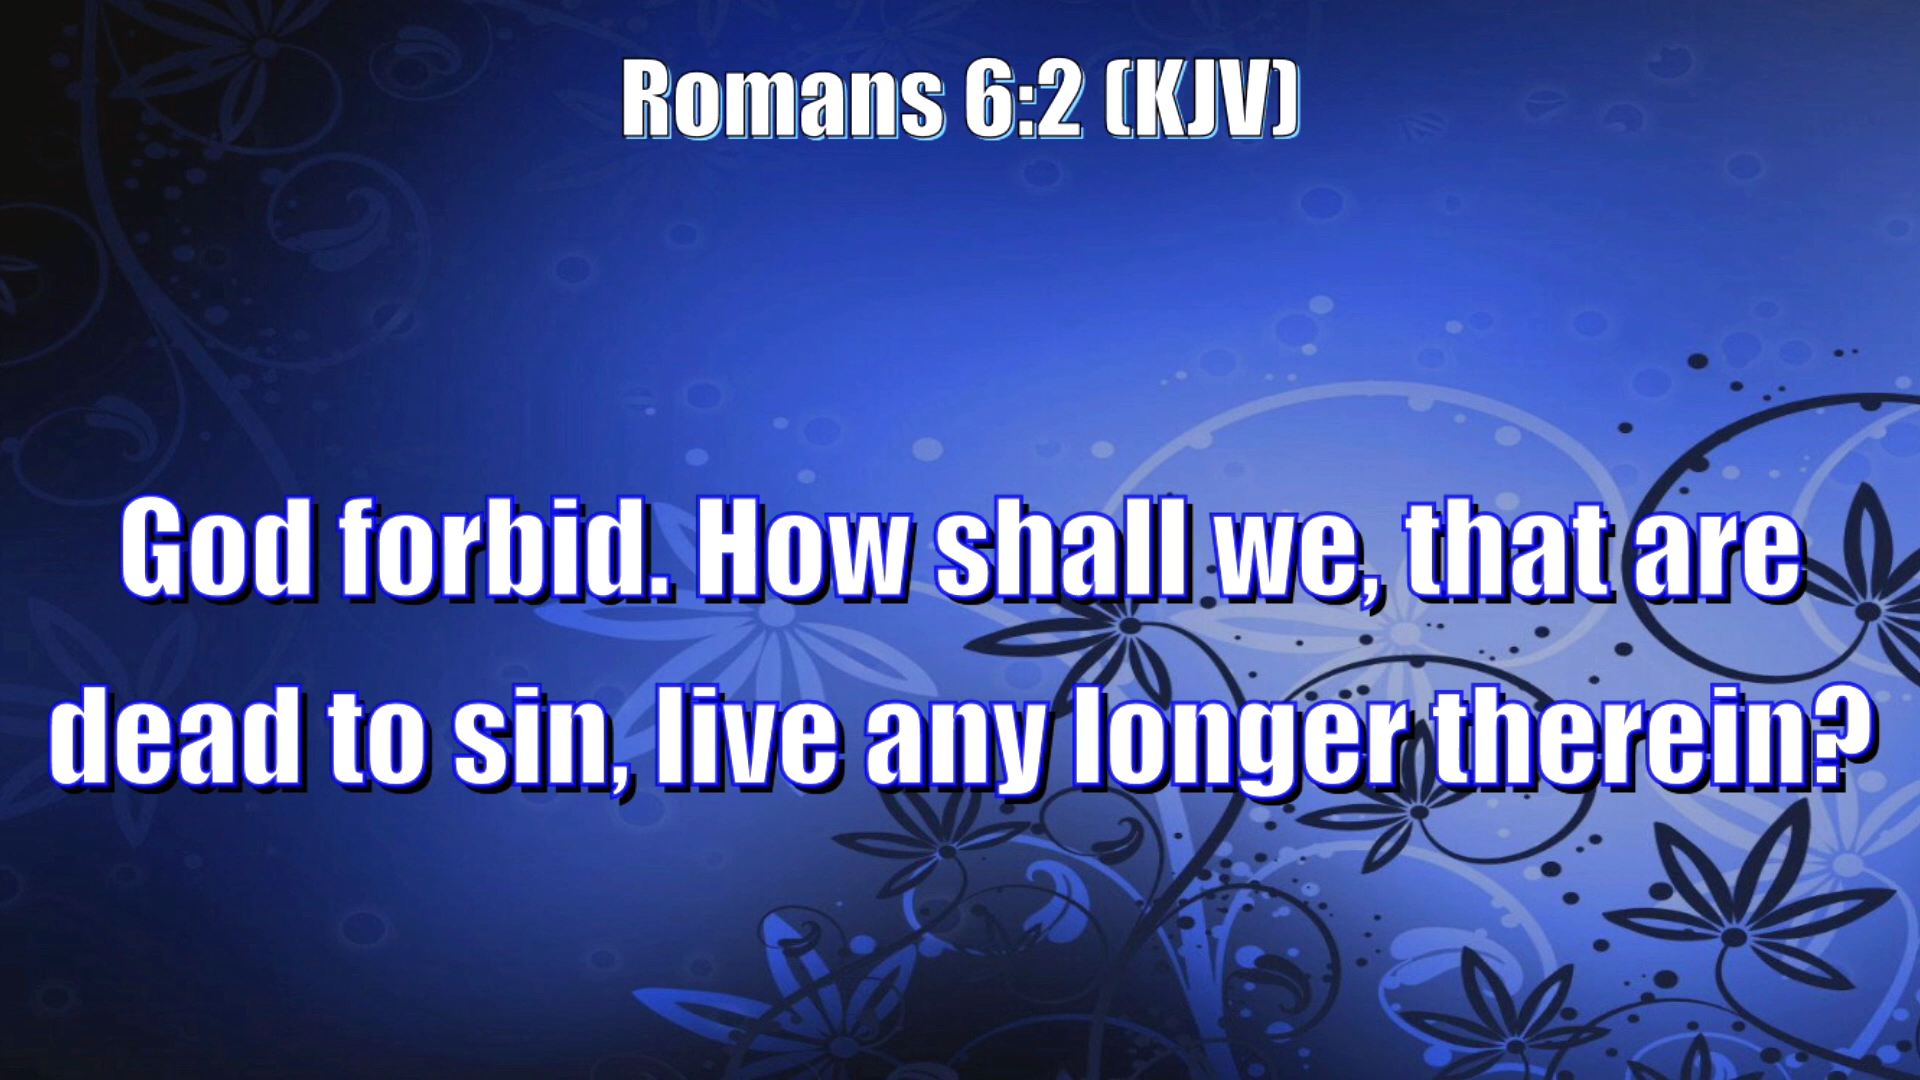 Romans 6:2 (KJV)
God forbid. How shall we, that are
dead to sin, live any longer therein?